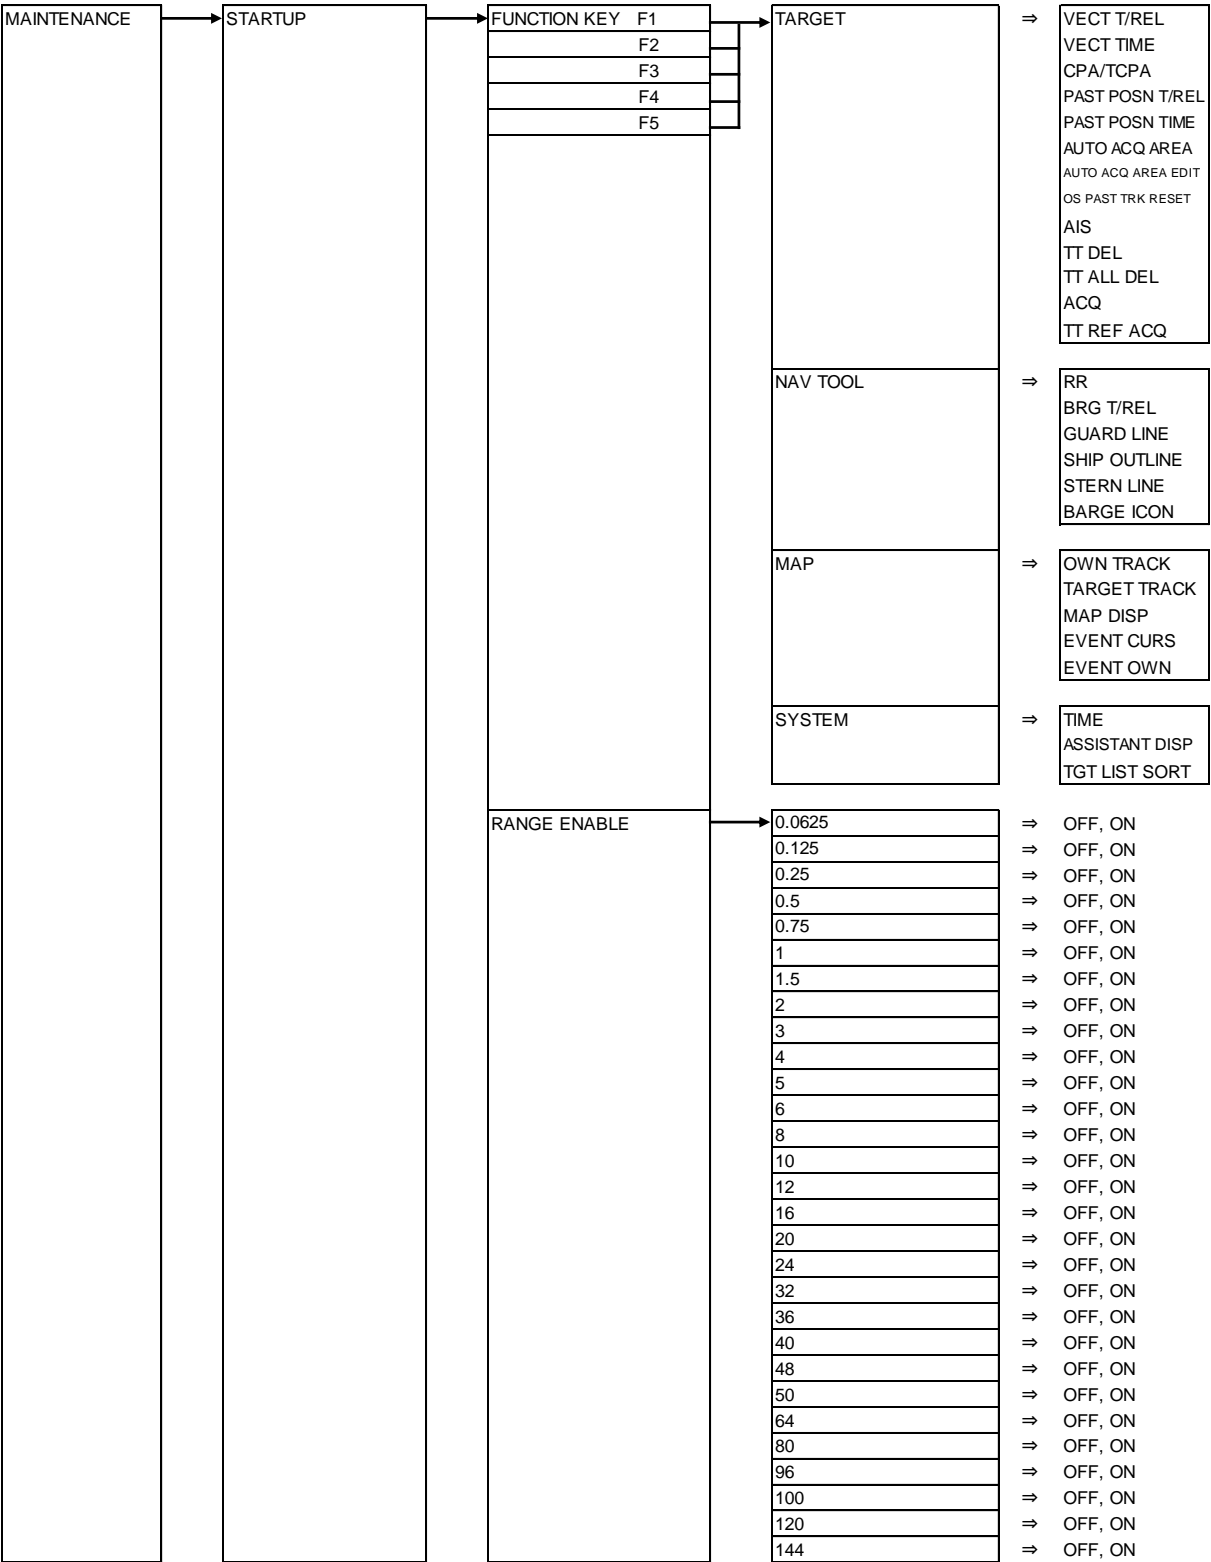 MAINTENANCE STARTUP FUNCTION KEY F1 TARGET ⇒ VECT T/REL
F2 VECT TIME
F3 CPA/TCPA
F4 PAST POSN T/REL
F5 PAST POSN TIME
AUTO ACQ AREA
AUTO ACQ AREA EDIT
OS PAST TRK RESET
AIS
TT DEL
TT ALL DEL
ACQ
TT REF ACQ
NAV TOOL ⇒ RR
BRG T/REL
GUARD LINE
SHIP OUTLINE
STERN LINE
BARGE ICON
MAP ⇒ OWN TRACK
TARGET TRACK
MAP DISP
EVENT CURS
EVENT OWN
SYSTEM ⇒ TIME
ASSISTANT DISP
TGT LIST SORT
RANGE ENABLE 0.0625 ⇒ OFF, ON
0.125 ⇒ OFF, ON
0.25 ⇒ OFF, ON
0.5 ⇒ OFF, ON
0.75 ⇒ OFF, ON
1 ⇒ OFF, ON
1.5 ⇒ OFF, ON
2 ⇒ OFF, ON
3 ⇒ OFF, ON
4 ⇒ OFF, ON
5 ⇒ OFF, ON
6 ⇒ OFF, ON
8 ⇒ OFF, ON
10 ⇒ OFF, ON
12 ⇒ OFF, ON
16 ⇒ OFF, ON
20 ⇒ OFF, ON
24 ⇒ OFF, ON
32 ⇒ OFF, ON
36 ⇒ OFF, ON
40 ⇒ OFF, ON
48 ⇒ OFF, ON
50 ⇒ OFF, ON
64 ⇒ OFF, ON
80 ⇒ OFF, ON
96 ⇒ OFF, ON
100 ⇒ OFF, ON
120 ⇒ OFF, ON
144 ⇒ OFF, ON